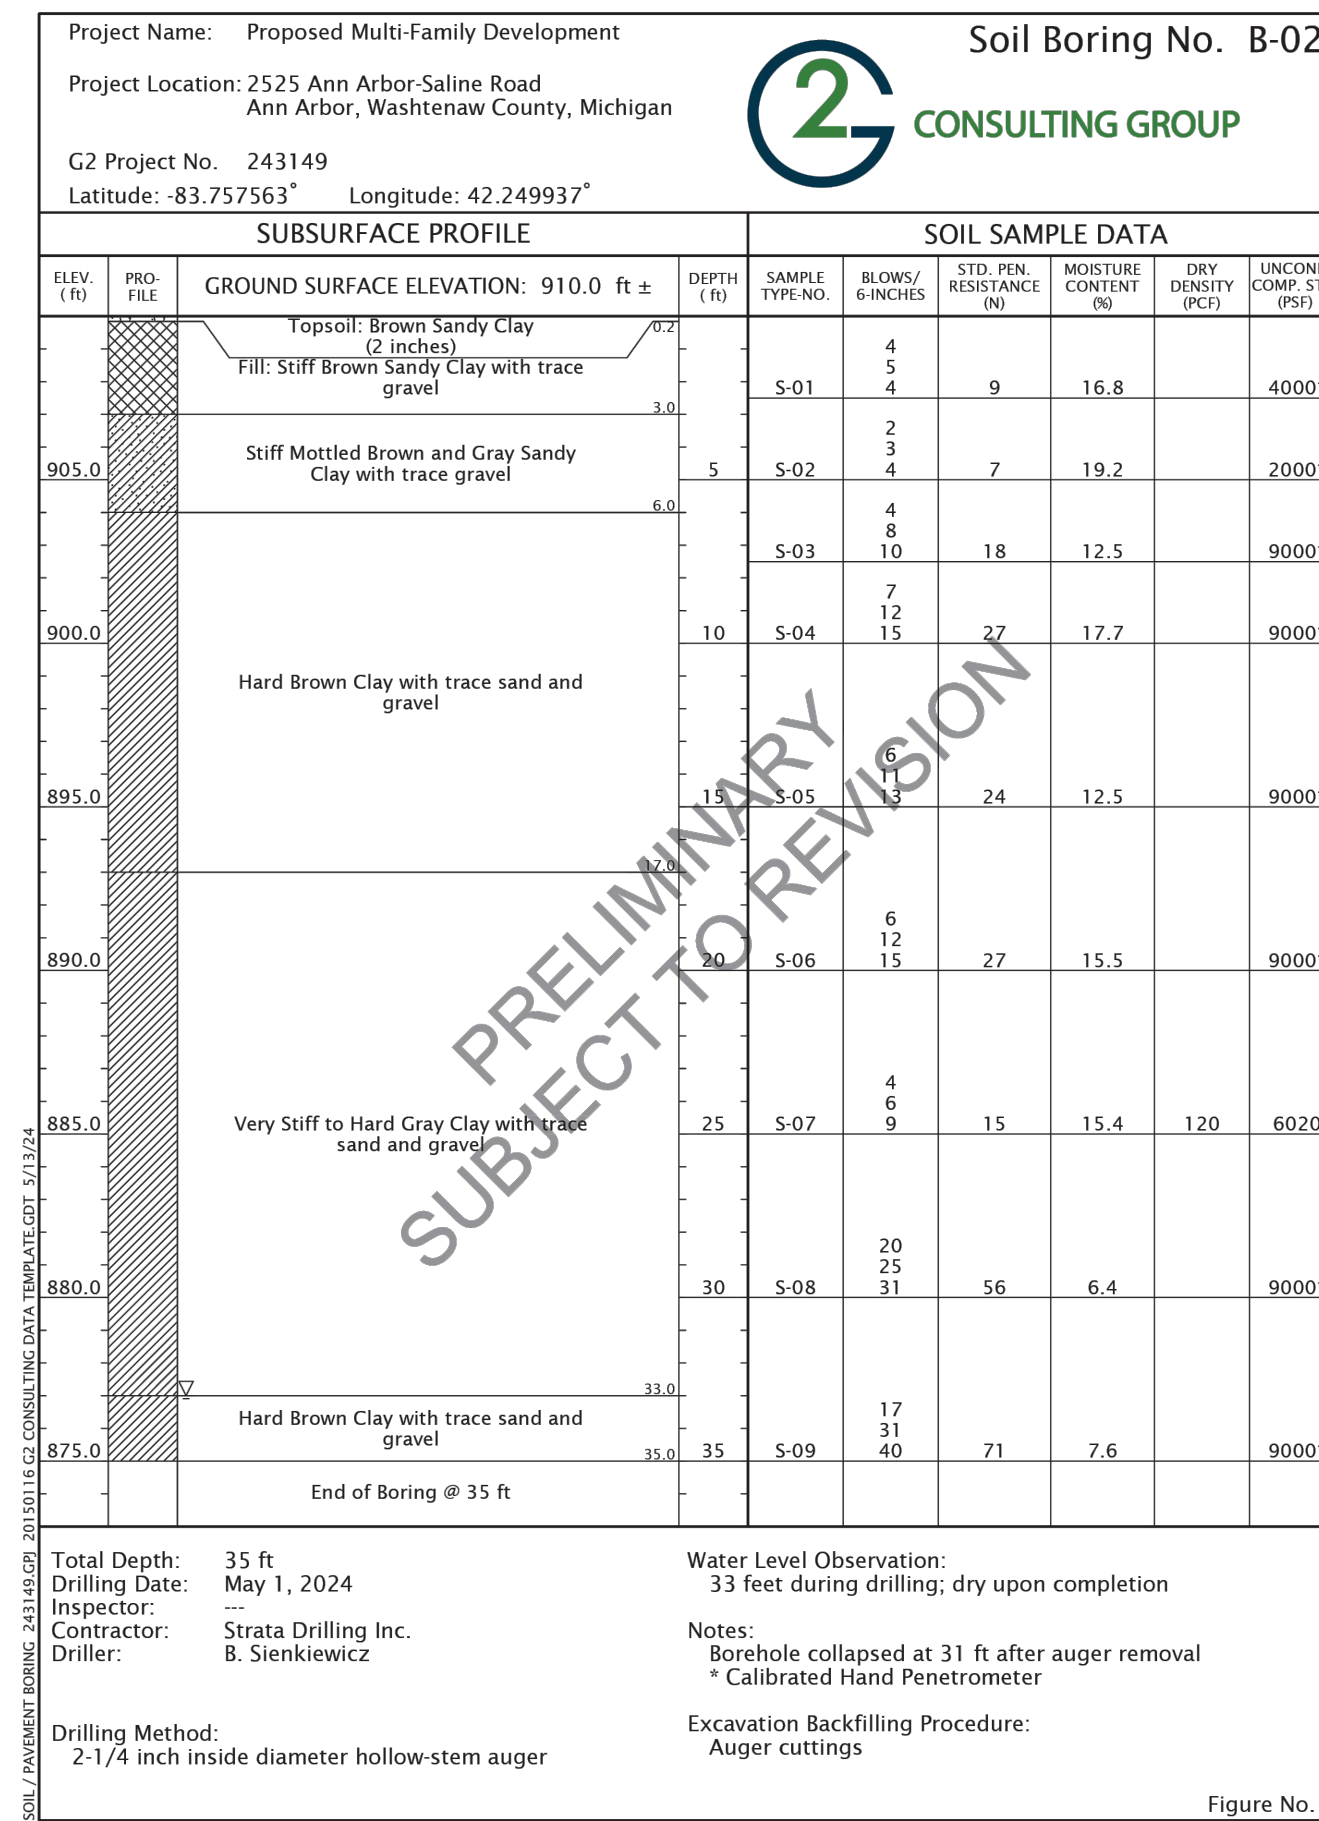 Project Name: Proposed Multi-Family Development
Project Location: 2525 Ann Arbor-Saline Road
Ann Arbor, Washtenaw County, Michigan
G2 Project No. 243149
Latitude: -83.757563° Longitude: 42.249937°
Soil Boring No. B-02
G2 CONSULTING GROUP
SUBSURFACE PROFILE
SOIL SAMPLE DATA
ELEV. (ft)
PRO-FILE
GROUND SURFACE ELEVATION: 910.0 ft ±
DEPTH (ft)
SAMPLE TYPE-NO.
BLOWS/ 6-INCHES
STD. PEN. RESISTANCE (N)
MOISTURE CONTENT (%)
DRY DENSITY (PCF)
COMP. (PSF)
Topsoil: Brown Sandy Clay
(2 inches)
0.2
Fill: Stiff Brown Sandy Clay with trace
gravel
3.0
4
5
S-01 4 9 16.8 4000
Stiff Mottled Brown and Gray Sandy
Clay with trace gravel
6.0
2
3
905.0 5 S-02 4 7 19.2 2000
4
8
S-03 10 18 12.5 9000
7
12
900.0 10 S-04 15 27 17.7 9000
Hard Brown Clay with trace sand and
gravel
6
11
895.0 15 S-05 13 24 12.5 9000
17.0
6
12
890.0 20 S-06 15 27 15.5 9000
4
6
885.0 25 S-07 9 15 15.4 120 6020
Very Stiff to Hard Gray Clay with trace
sand and gravel
20
25
880.0 30 S-08 31 56 6.4 9000
33.0
Hard Brown Clay with trace sand and
gravel
17
31
875.0 35.0 35 S-09 40 71 7.6 9000
End of Boring @ 35 ft
PRELIMINARY
SUBJECT TO REVISION
Total Depth: 35 ft
Drilling Date: May 1, 2024
Inspector: ---
Contractor: Strata Drilling Inc.
Driller: B. Sienkiewicz
Drilling Method:
2-1/4 inch inside diameter hollow-stem auger
Water Level Observation:
33 feet during drilling; dry upon completion
Notes:
Borehole collapsed at 31 ft after auger removal
* Calibrated Hand Penetrometer
Excavation Backfilling Procedure:
Auger cuttings
Figure No.
SOIL / PAVEMENT BORING 243149.GPJ 20150116 G2 CONSULTING DATA TEMPLATE.GDT 5/13/24